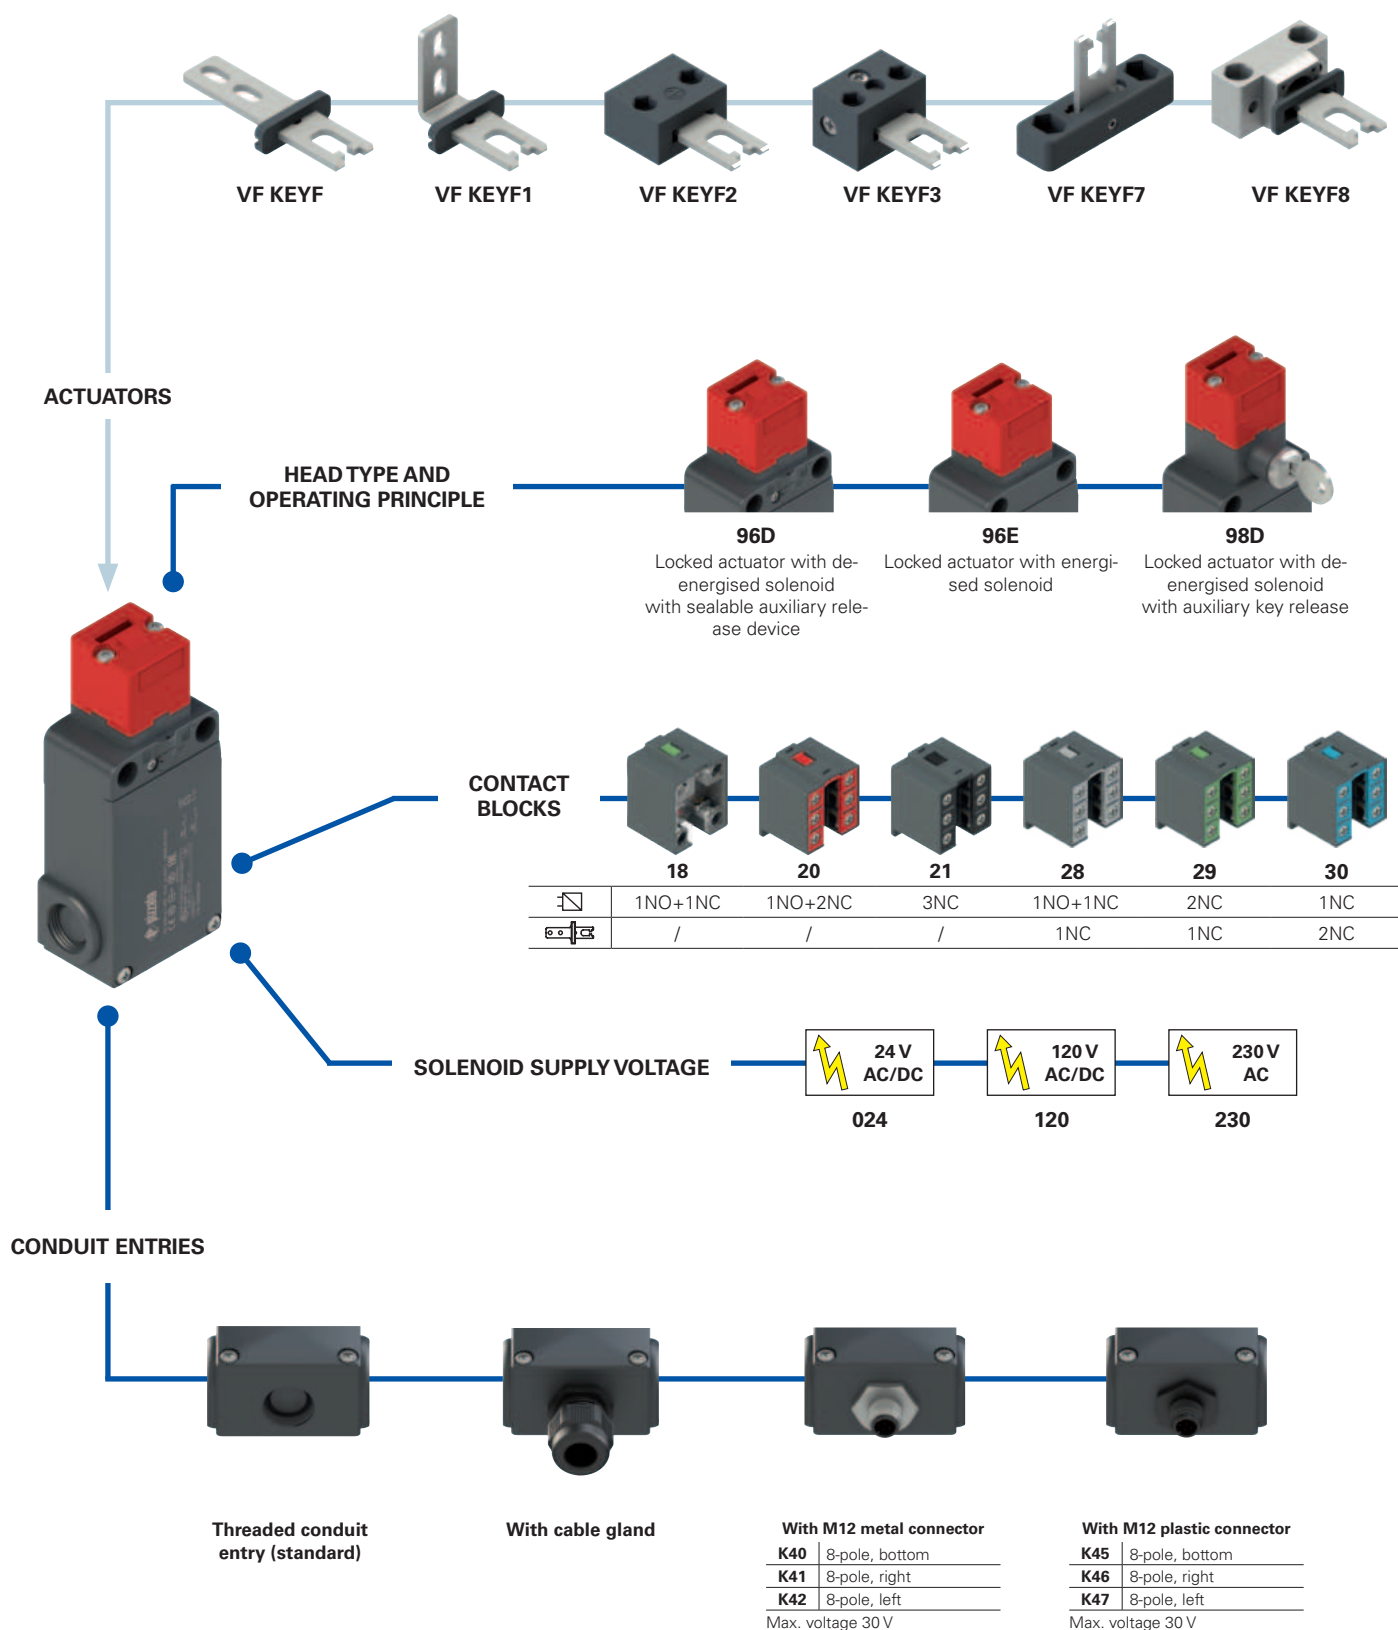 VF KEYF
VF KEYF1
VF KEYF2
VF KEYF3
VF KEYF7
VF KEYF8
ACTUATORS
HEAD TYPE AND
OPERATING PRINCIPLE
96D
Locked actuator with de-
energised solenoid
with sealable auxiliary rele-
ase device
96E
Locked actuator with energi-
sed solenoid
98D
Locked actuator with de-
energised solenoid
with auxiliary key release
CONTACT
BLOCKS
18 20 21 28 29 30
1NO+1NC 1NO+2NC 3NC 1NO+1NC 2NC 1NC
/ / / 1NC 1NC 2NC
pizzato
SOLENOID SUPPLY VOLTAGE
24 V
AC/DC
024
120 V
AC/DC
120
230 V
AC
230
CONDUIT ENTRIES
Threaded conduit
entry (standard)
With cable gland
With M12 metal connector
K40 8-pole, bottom
K41 8-pole, right
K42 8-pole, left
Max. voltage 30 V
With M12 plastic connector
K45 8-pole, bottom
K46 8-pole, right
K47 8-pole, left
Max. voltage 30 V